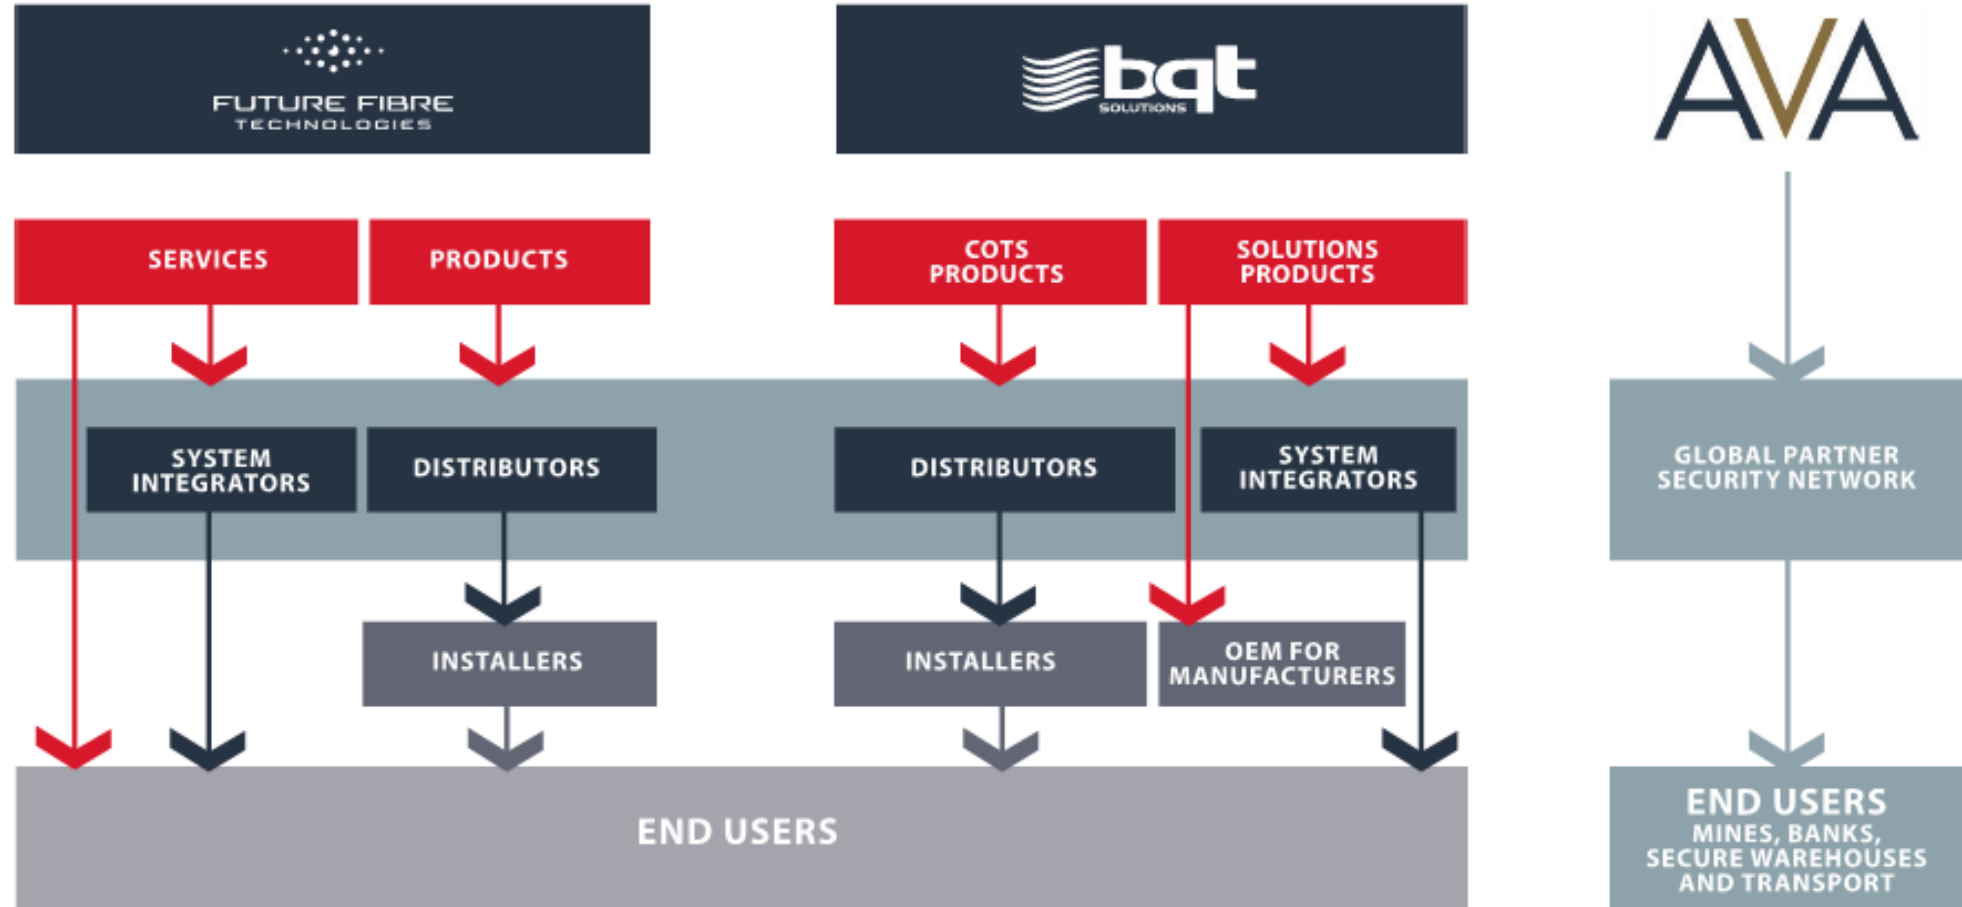 FUTURE FIBRE
TECHNOLOGIES
bqt
SOLUTIONS
AVA
SERVICES
PRODUCTS
COTS
PRODUCTS
SOLUTIONS
PRODUCTS
SYSTEM
INTEGRATORS
DISTRIBUTORS
DISTRIBUTORS
SYSTEM
INTEGRATORS
GLOBAL PARTNER
SECURITY NETWORK
INSTALLERS
INSTALLERS
OEM FOR
MANUFACTURERS
END USERS
END USERS
MINES, BANKS,
SECURE WAREHOUSES
AND TRANSPORT